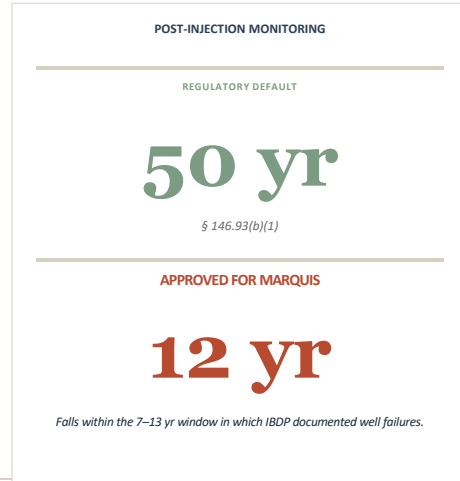 POST-INJECTION MONITORING
REGULATORY DEFAULT
50 yr
§ 146.93(b)(1)
APPROVED FOR MARQUIS
12 yr
Falls within the 7–13 yr window in which IBDP documented well failures.